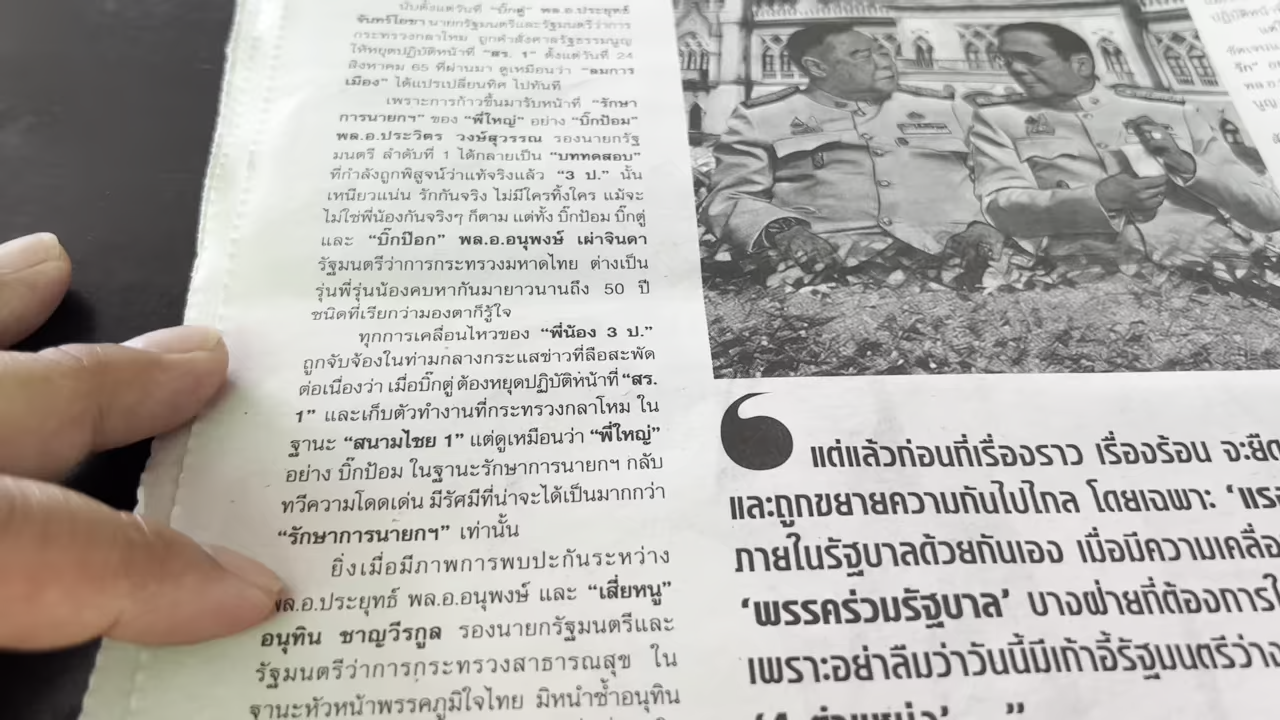 นับตั้งแต่วันที่ “บิ๊กตู่” พล.อ.ประยุทธ์
จันทร์โอชา นายกรัฐมนตรีและรัฐมนตรีว่าการ
กระทรวงกลาโหม ถูกคำสั่งศาลรัฐธรรมนูญ
ให้หยุดปฏิบัติหน้าที่ “สร. 1” ตั้งแต่วันที่ 24
สิงหาคม 65 ที่ผ่านมา ดูเหมือนว่า “ลมการ
เมือง” ได้แปรเปลี่ยนทิศ ไปทันที
เพราะการก้าวขึ้นมารับหน้าที่ “รักษา
การนายกฯ” ของ “พี่ใหญ่” อย่าง “บิ๊กป้อม”
พล.อ.ประวิตร วงษ์สุวรรณ รองนายกรัฐ
มนตรี ลำดับที่ 1 ได้กลายเป็น “บททดสอบ”
ที่กำลังถูกพิสูจน์ว่าแท้จริงแล้ว “3 ป.” นั้น
เหนียวแน่น รักกันจริง ไม่มีใครทิ้งใคร แม้จะ
ไม่ใช่พี่น้องกันจริงๆ ก็ตาม แต่ทั้ง บิ๊กป้อม บิ๊กตู่
และ “บิ๊กป๊อก” พล.อ.อนุพงษ์ เผ่าจินดา
รัฐมนตรีว่าการกระทรวงมหาดไทย ต่างเป็น
รุ่นพี่รุ่นน้องคบหากันมายาวนานถึง 50 ปี
ชนิดที่เรียกว่ามองตาก็รู้ใจ
ทุกการเคลื่อนไหวของ “พี่น้อง 3 ป.”
ถูกจับจ้องในท่ามกลางกระแสข่าวที่ลือสะพัด
ต่อเนื่องว่า เมื่อบิ๊กตู่ ต้องหยุดปฏิบัติหน้าที่ “สร.
1” และเก็บตัวทำงานที่กระทรวงกลาโหม ใน
ฐานะ “สนามไชย 1” แต่ดูเหมือนว่า “พี่ใหญ่”
อย่าง บิ๊กป้อม ในฐานะรักษาการนายกฯ กลับ
ทวีความโดดเด่น มีรัศมีที่น่าจะได้เป็นมากกว่า
“รักษาการนายกฯ” เท่านั้น
ยิ่งเมื่อมีภาพการพบปะกันระหว่าง
พล.อ.ประยุทธ์ พล.อ.อนุพงษ์ และ “เสี่ยหนู”
อนุทิน ชาญวีรกูล รองนายกรัฐมนตรีและ
รัฐมนตรีว่าการกระทรวงสาธารณสุข ใน
ฐานะหัวหน้าพรรคภูมิใจไทย มิหนำซ้ำอนุทิน
แต่แล้วก่อนที่เรื่องราว เรื่องร้อน จะยืด
และถูกขยายความกันไปไกล โดยเฉพาะ ‘แร
ภายในรัฐบาลด้วยกันเอง เมื่อมีความเคลื่อ
‘พรรคร่วมรัฐบาล’ บางฝ่ายที่ต้องการใ
เพราะอย่าลืมว่าวันนี้มีเก้าอี้รัฐมนตรีว่าง